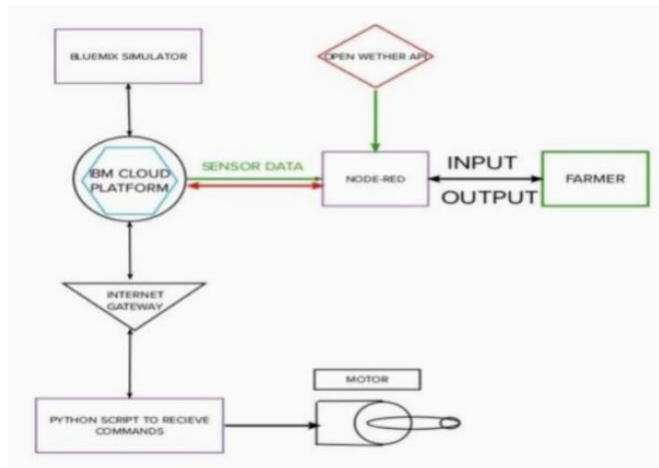 BLUEMIX SIMULATOR
OPEN WETHER API
IBM CLOUD
PLATFORM
SENSOR DATA
NODE-RED
INPUT
OUTPUT
FARMER
INTERNET
GATEWAY
MOTOR
PYTHON SCRIPT TO RECIEVE
COMMANDS